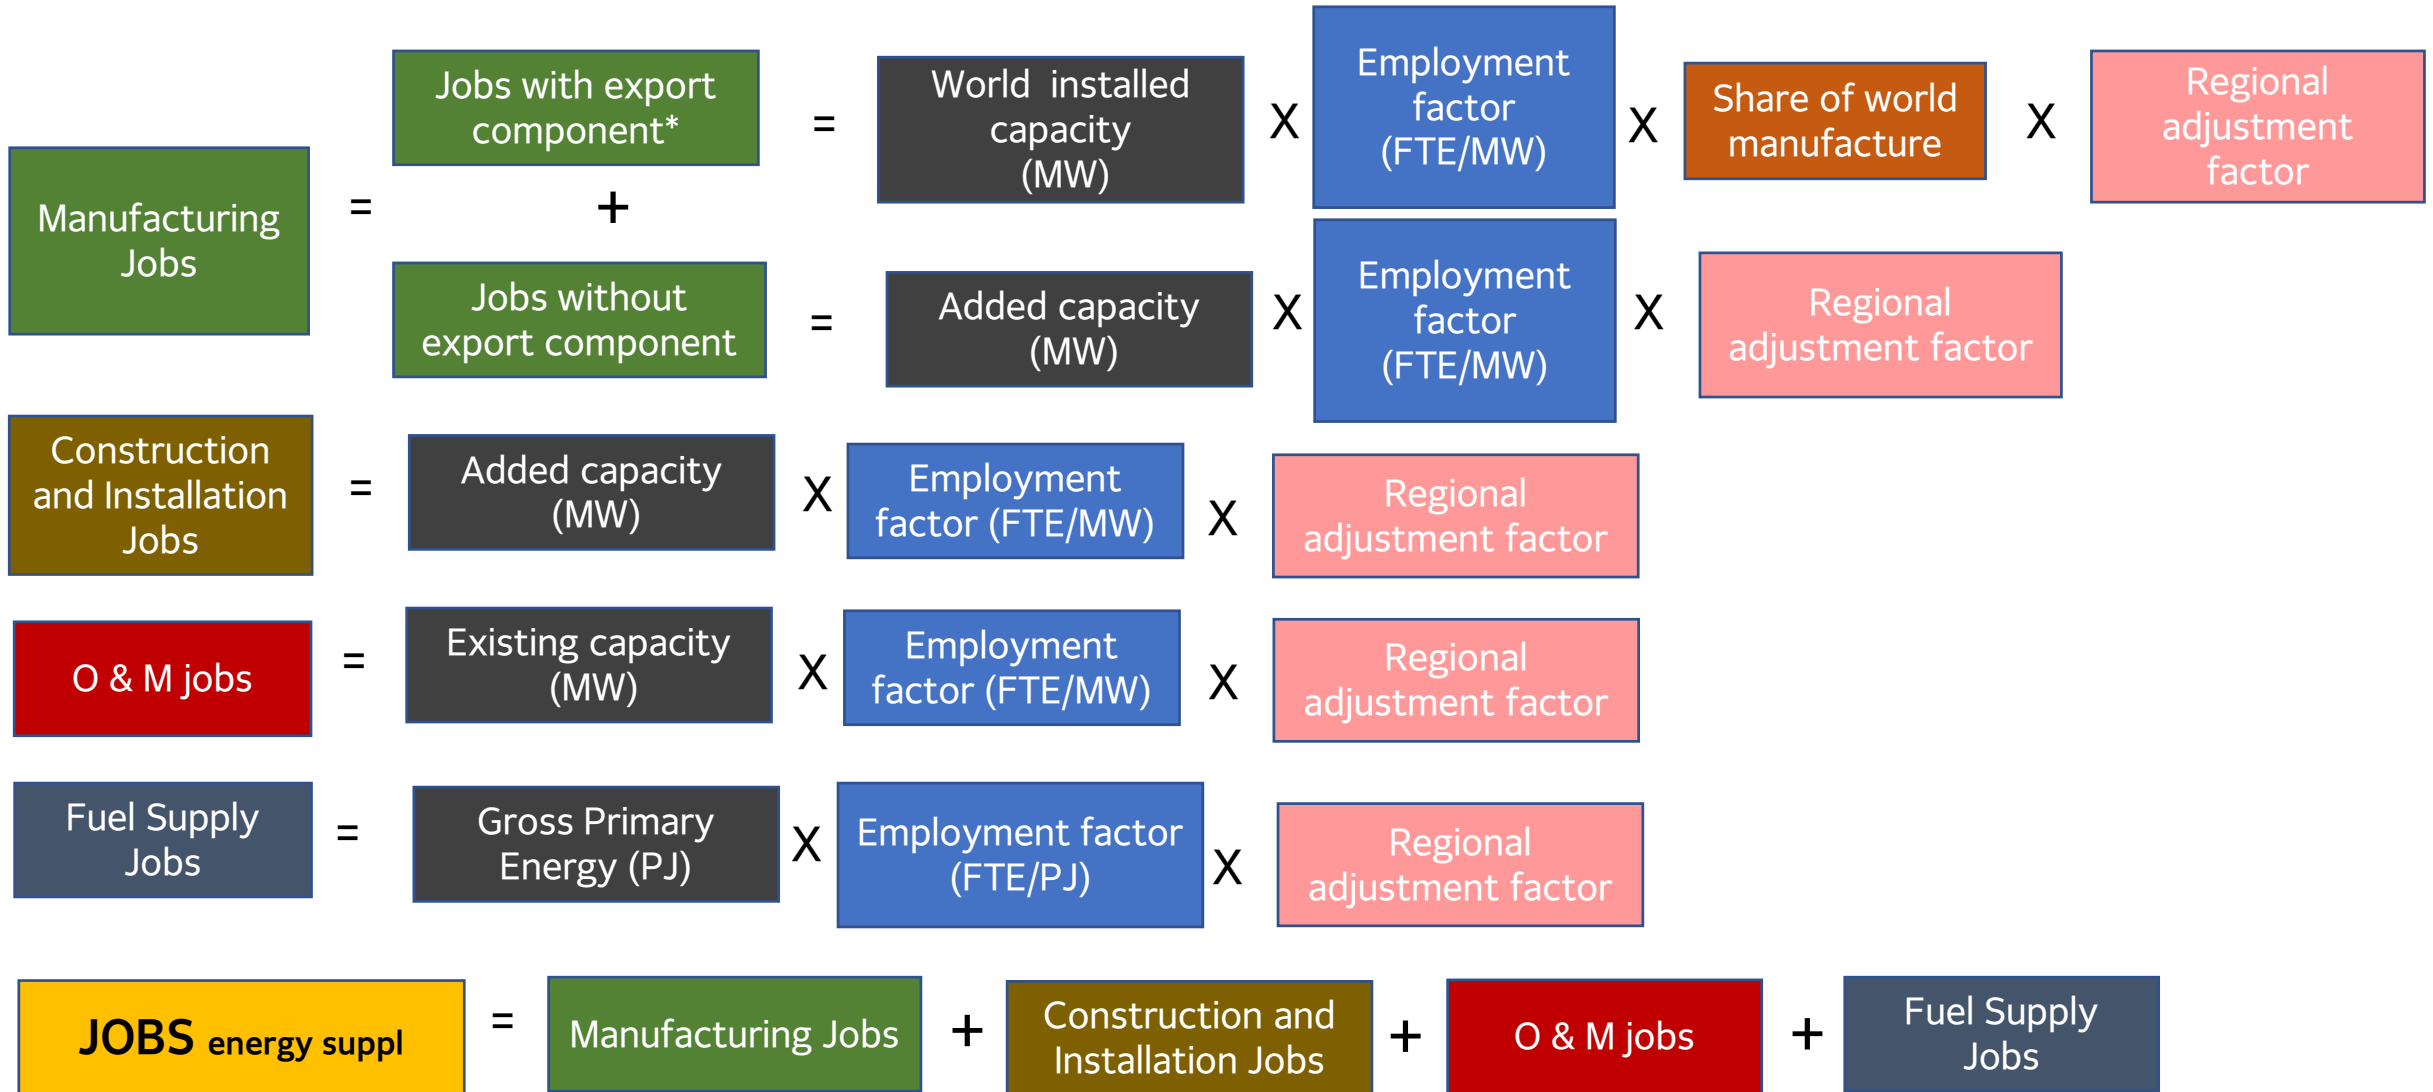 Manufacturing
Jobs
=
Jobs with export
component*
+
Jobs without
export component
=
World installed
capacity
(MW)
X
Employment
factor
(FTE/MW)
X
Share of world
manufacture
X
Regional
adjustment
factor
=
Added capacity
(MW)
X
Employment
factor
(FTE/MW)
X
Regional
adjustment factor
Construction
and Installation
Jobs
=
Added capacity
(MW)
X
Employment
factor (FTE/MW)
X
Regional
adjustment factor
O & M jobs
=
Existing capacity
(MW)
X
Employment
factor (FTE/MW)
X
Regional
adjustment factor
Fuel Supply
Jobs
=
Gross Primary
Energy (PJ)
X
Employment factor
(FTE/PJ)
X
Regional
adjustment factor
JOBS energy suppl
=
Manufacturing Jobs
+
Construction and
Installation Jobs
+
O & M jobs
+
Fuel Supply
Jobs